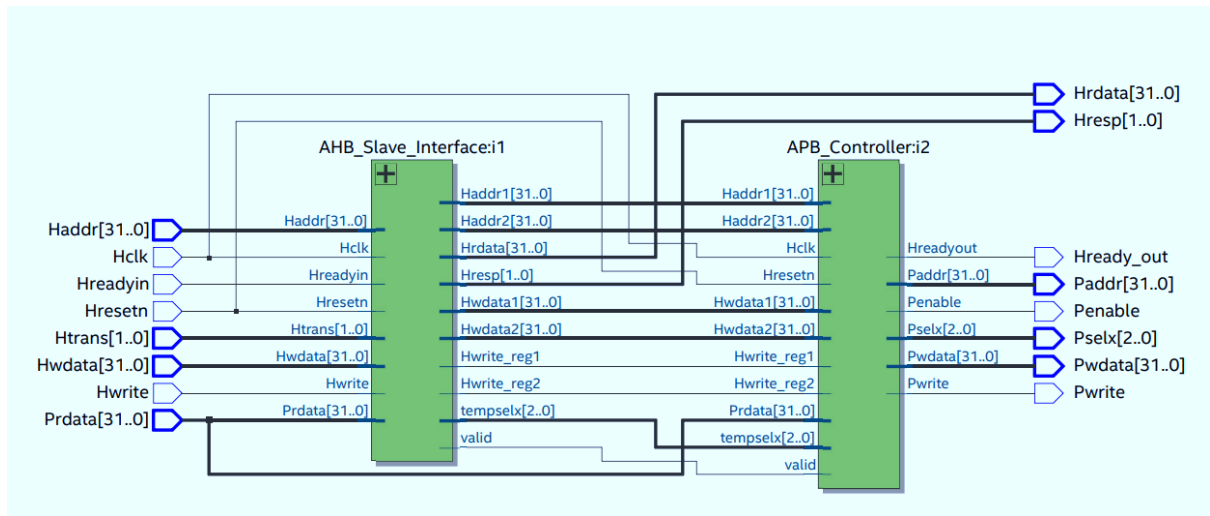 Hrdata[31..0]
Hresp[1..0]
AHB_Slave_Interface:i1
APB_Controller:i2
Haddr[31..0]
Hclk
Hreadyin
Hresetn
Htrans[1..0]
Hwdata[31..0]
Hwrite
Prdata[31..0]
Haddr[31..0]
Hclk
Hreadyin
Hresetn
Htrans[1..0]
Hwdata[31..0]
Hwrite
Prdata[31..0]
Haddr1[31..0]
Haddr2[31..0]
Hrdata[31..0]
Hresp[1..0]
Hwdata1[31..0]
Hwdata2[31..0]
Hwrite_reg1
Hwrite_reg2
tempselx[2..0]
valid
Haddr1[31..0]
Haddr2[31..0]
Hclk
Hresetn
Hwdata1[31..0]
Hwdata2[31..0]
Hwrite_reg1
Hwrite_reg2
Prdata[31..0]
tempselx[2..0]
valid
Hreadyout
Paddr[31..0]
Penable
Pselx[2..0]
Pwdata[31..0]
Pwrite
Hready_out
Paddr[31..0]
Penable
Pselx[2..0]
Pwdata[31..0]
Pwrite